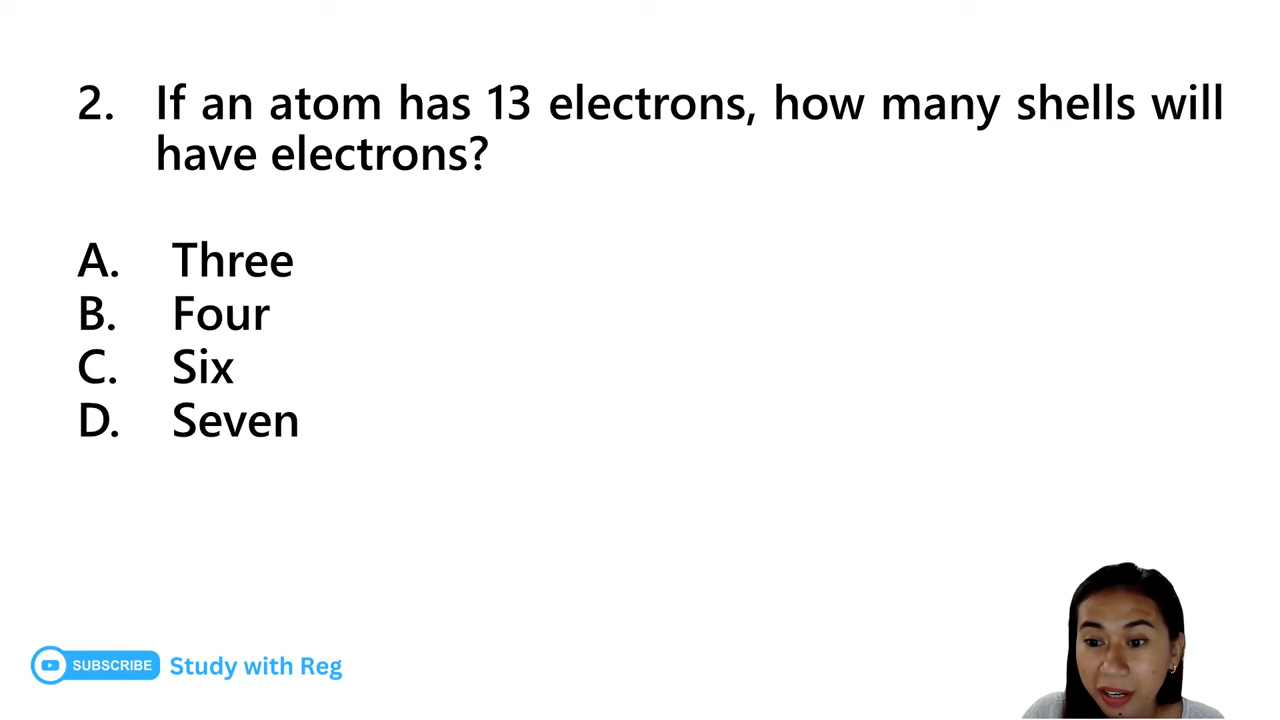 2. If an atom has 13 electrons, how many shells will
have electrons?
A. Three
B. Four
C. Six
D. Seven
SUBSCRIBE Study with Reg